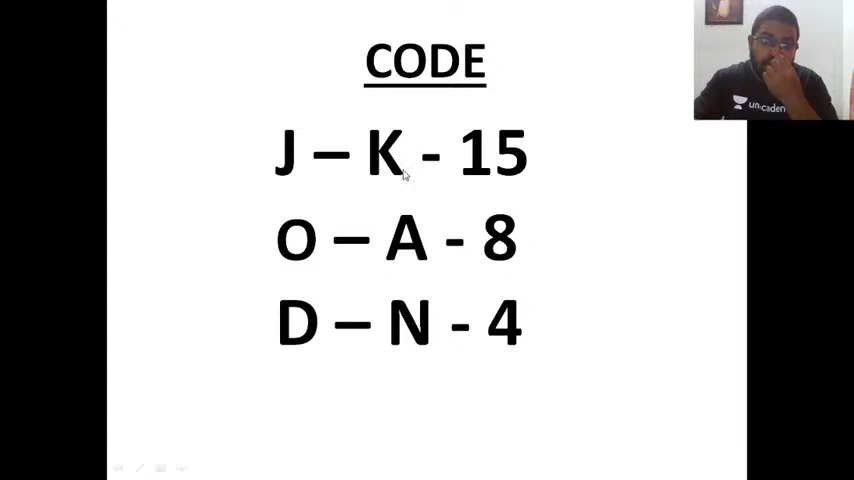 CODE
J – K - 15
O – A - 8
D – N - 4